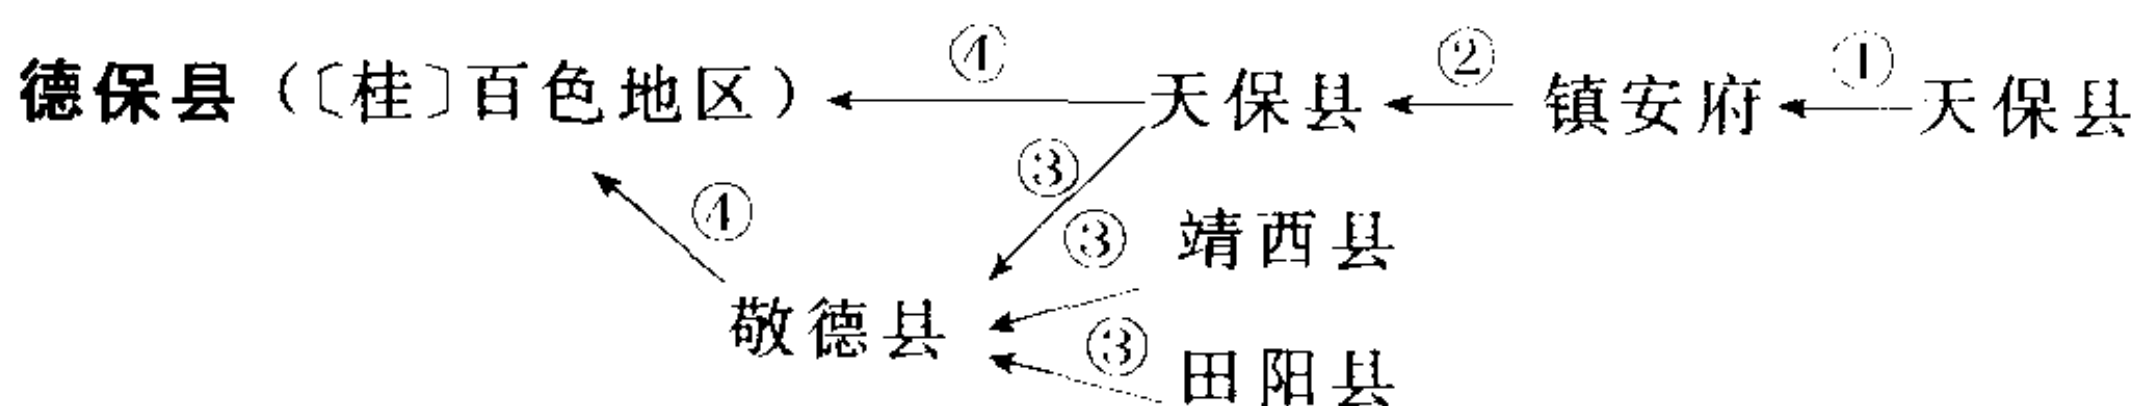 ④ ② ①
德保县（〔桂〕百色地区） 天保县 镇安府 天保县
③
④ ③ 靖西县
敬德县 ③
田阳县